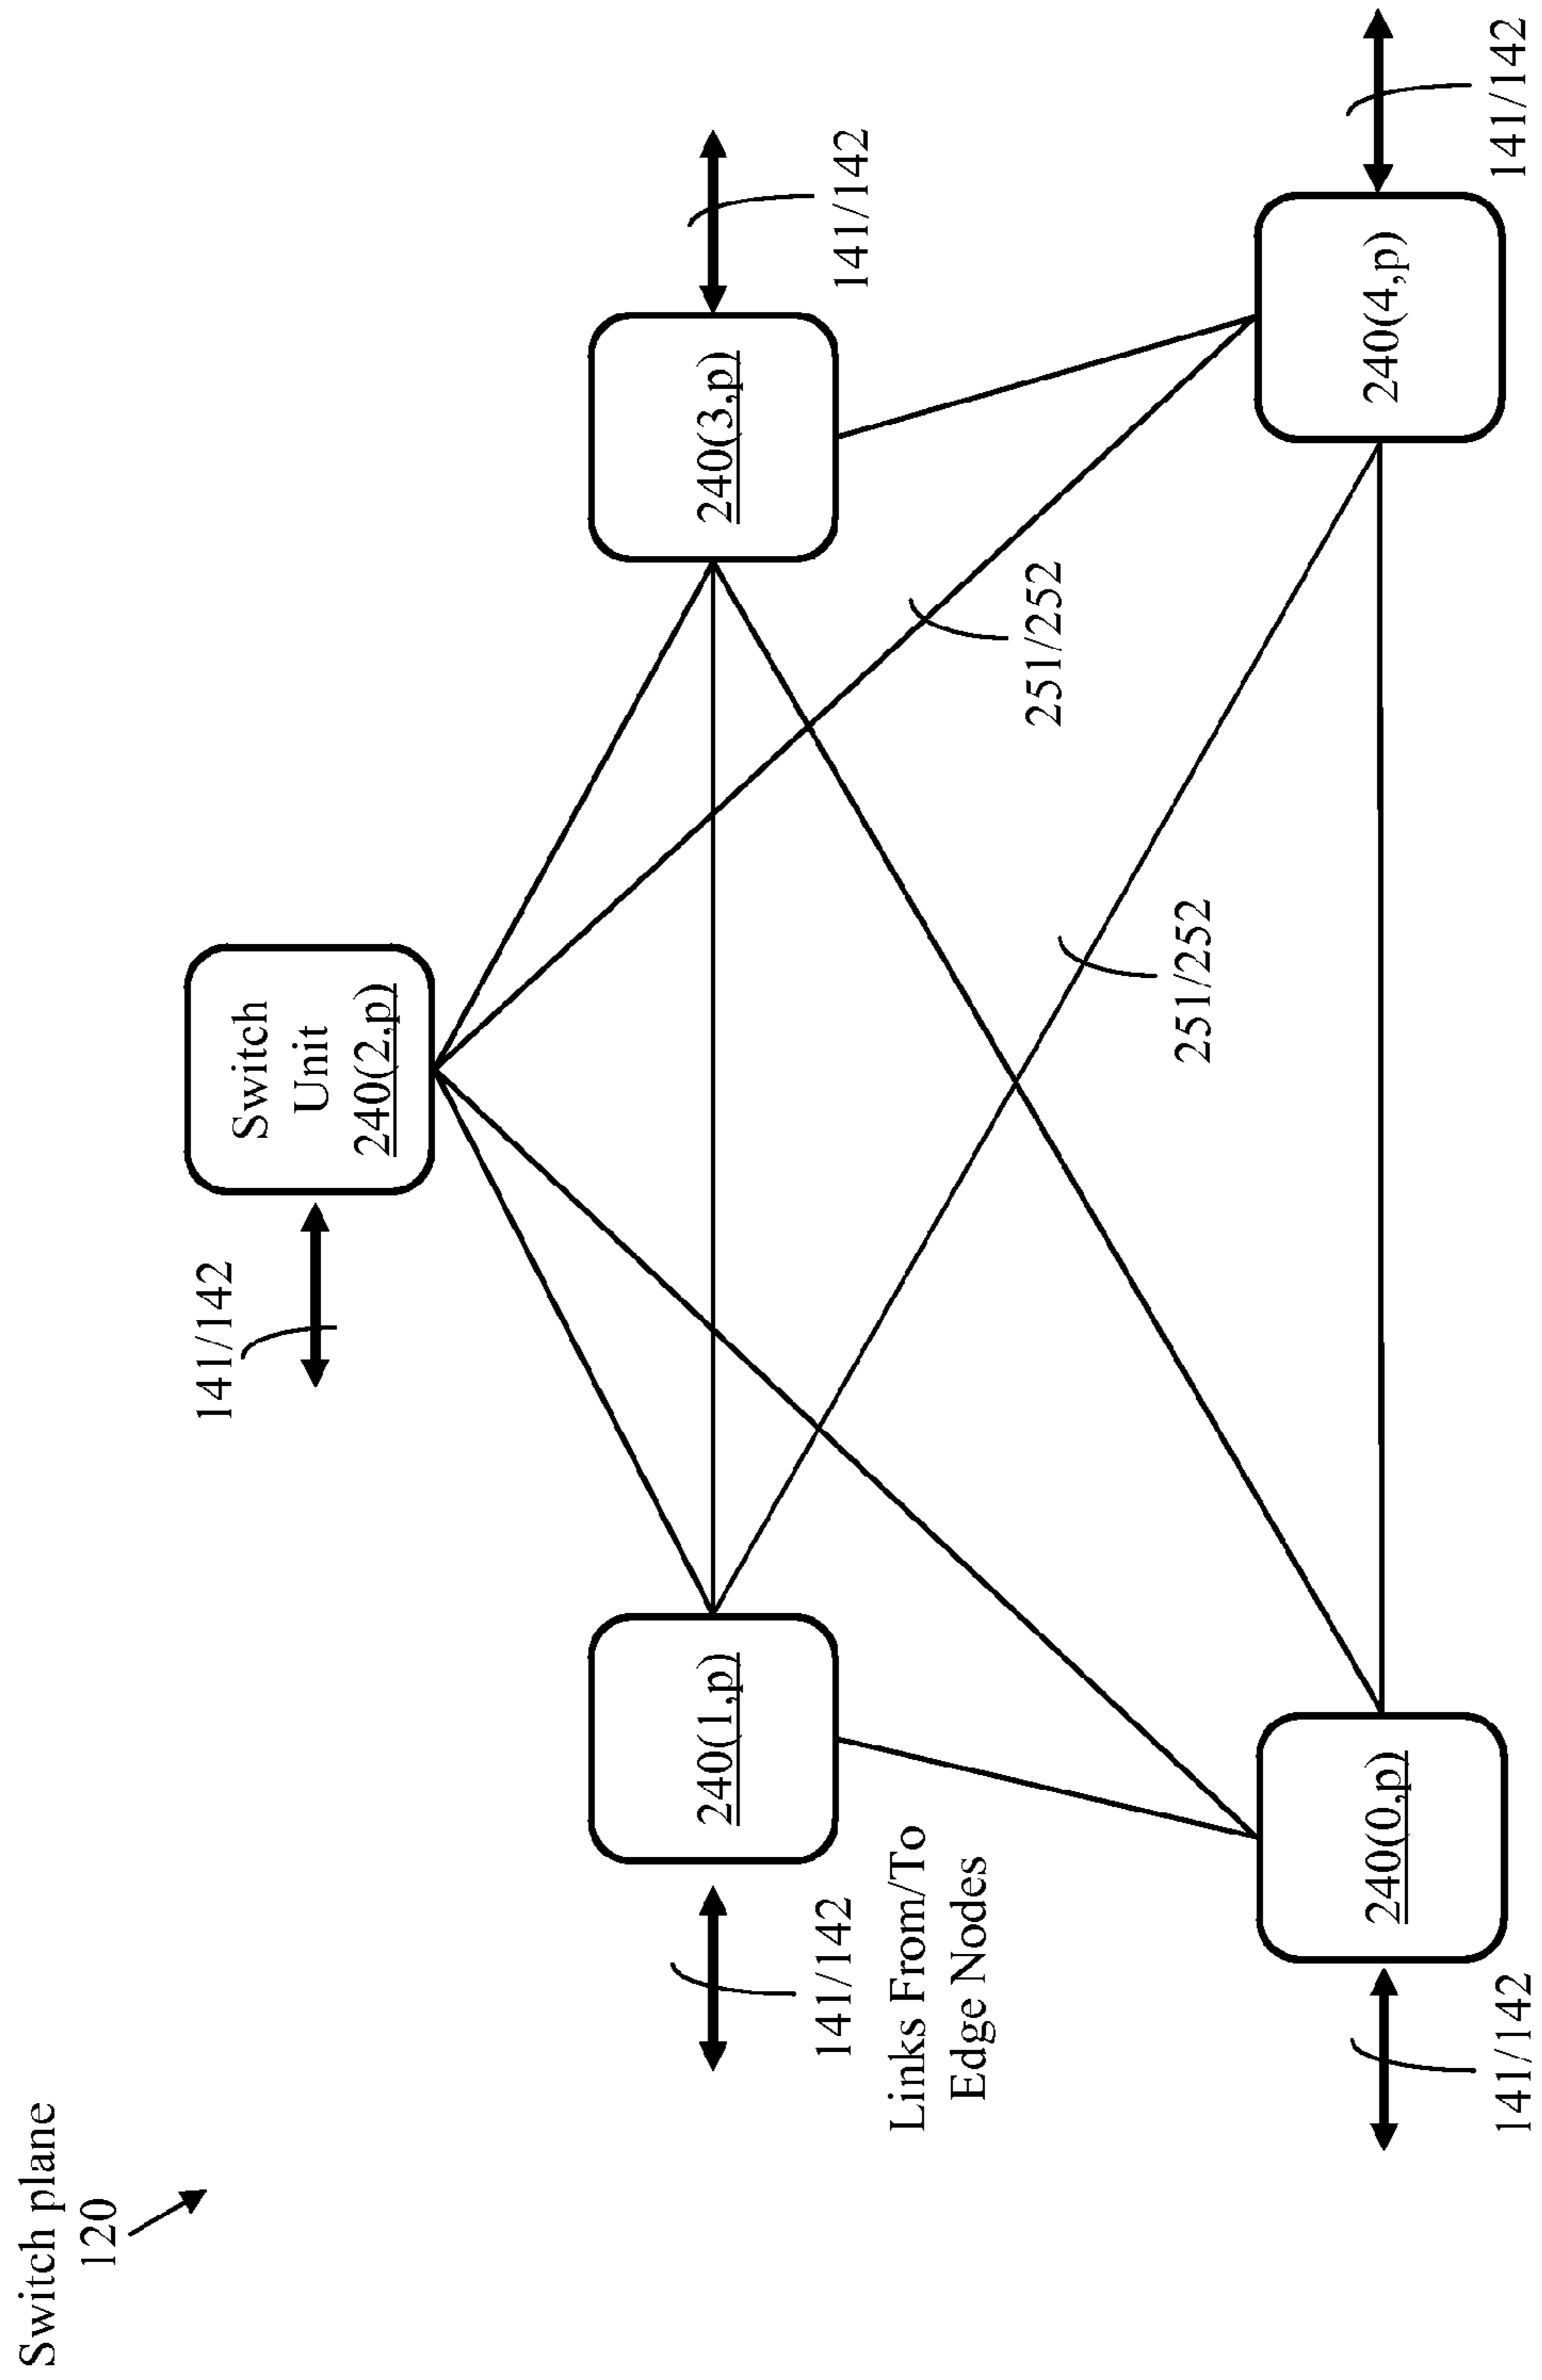 Switch plane
120
141/142
Switch
Unit
240(2,p)
240(1,p)
240(3,p)
141/142
141/142
Links From/To
Edge Nodes
251/252
251/252
240(0,p)
240(4,p)
141/142
141/142